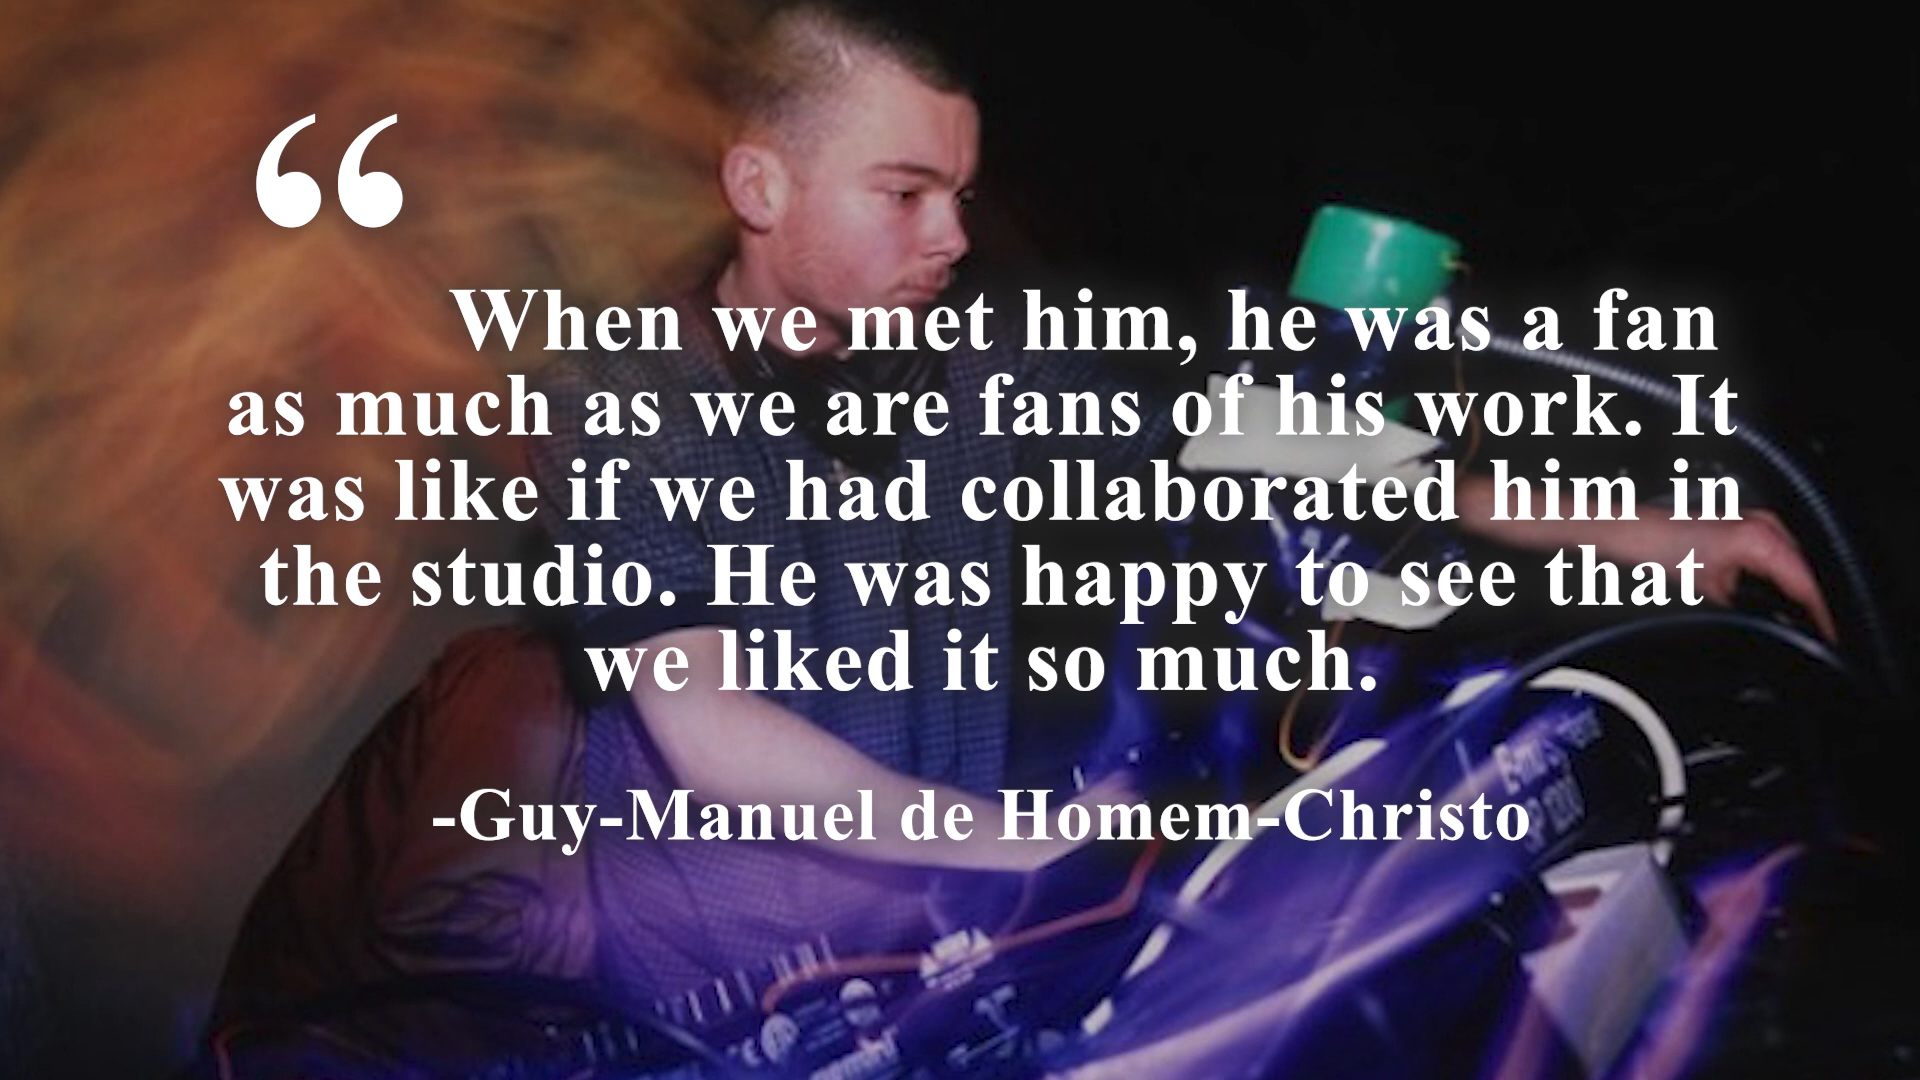 “
When we met him, he was a fan
as much as we are fans of his work. It
was like if we had collaborated him in
the studio. He was happy to see that
we liked it so much.
-Guy-Manuel de Homem-Christo